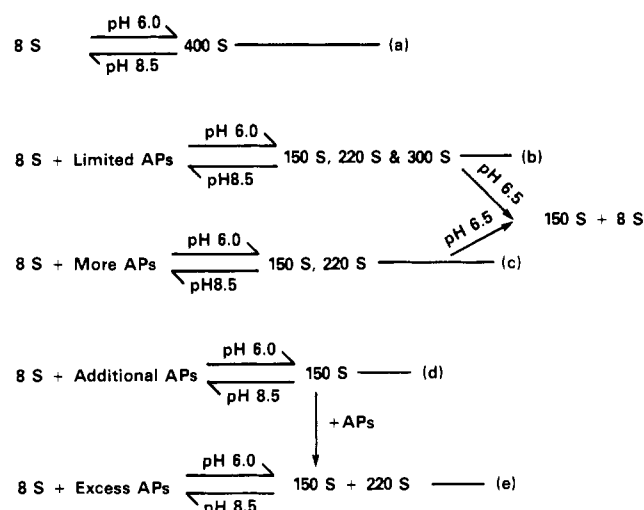 pH 6.0
8 S 400 S (a)
pH 8.5
pH 6.0
8 S + Limited APs 150 S, 220 S & 300 S (b)
pH8.5
pH 6.5
150 S + 8 S
pH 6.5
pH 6.0
8 S + More APs 150 S, 220 S (c)
pH8.5
pH 6.0
8 S + Additional APs 150 S (d)
pH 8.5
+APs
pH 6.0
8 S + Excess APs 150 S + 220 S (e)
pH 8.5